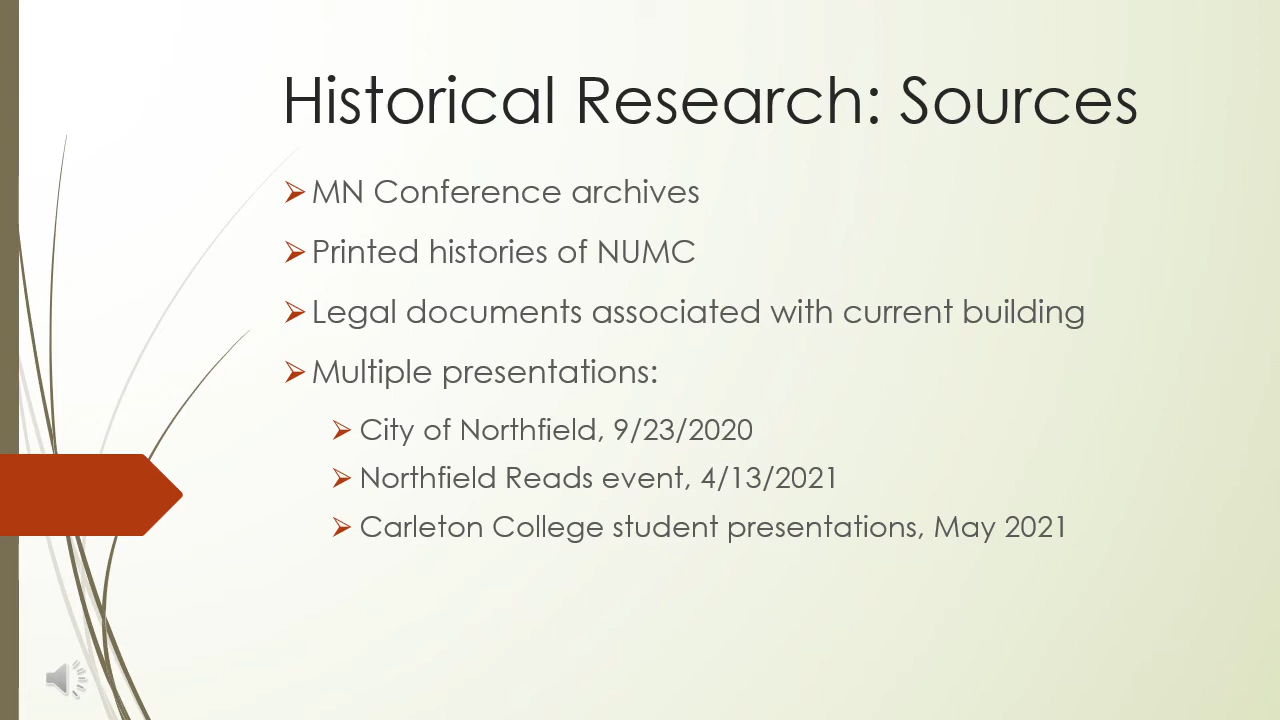 Historical Research: Sources
MN Conference archives
Printed histories of NUMC
Legal documents associated with current building
Multiple presentations:
City of Northfield, 9/23/2020
Northfield Reads event, 4/13/2021
Carleton College student presentations, May 2021